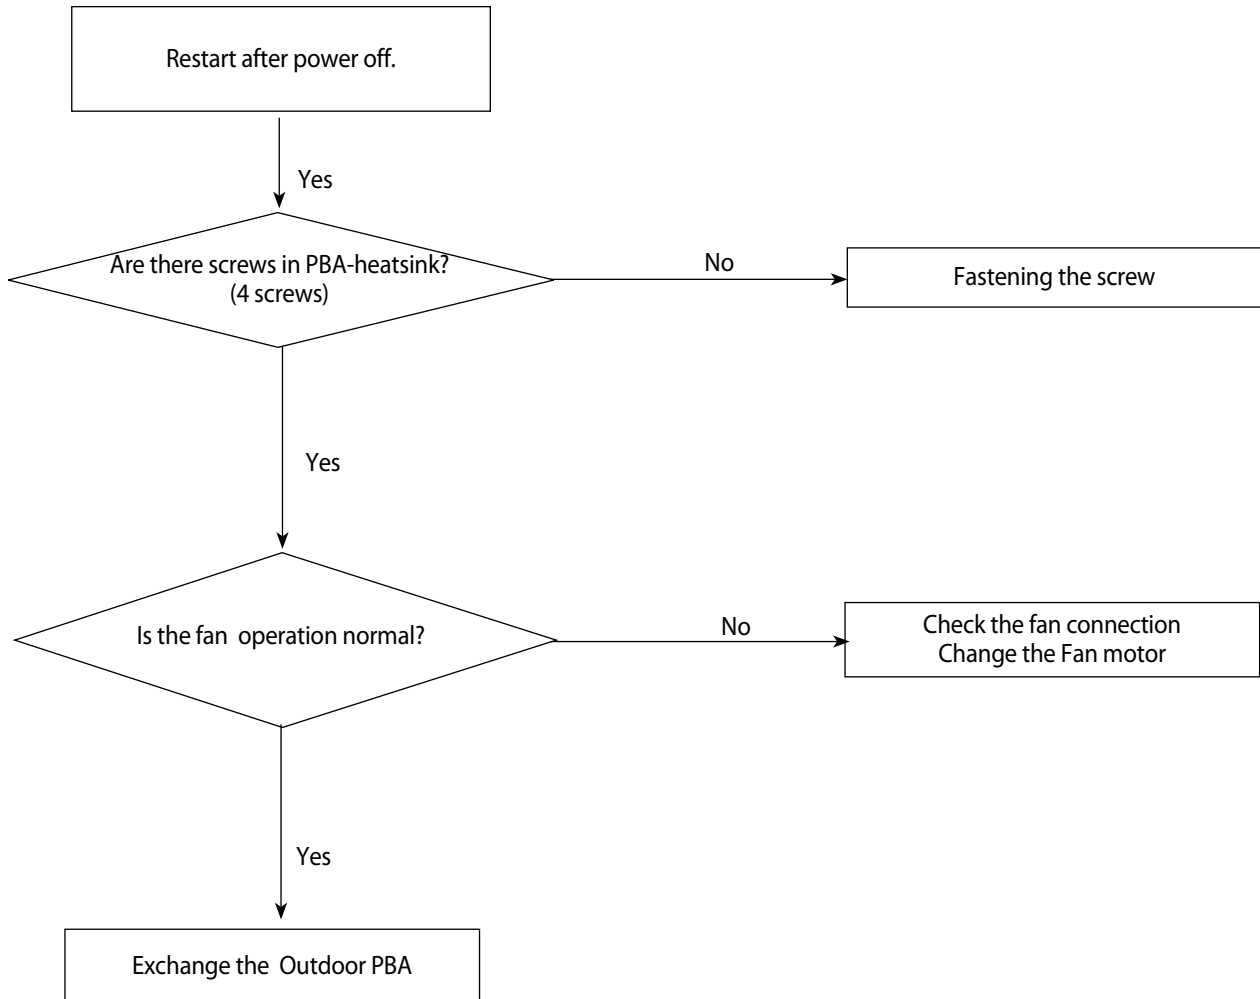 Restart after power off.
Yes
Are there screws in PBA-heatsink?
(4 screws)
No
Fastening the screw
Yes
Is the fan operation normal?
No
Check the fan connection
Change the Fan motor
Yes
Exchange the Outdoor PBA